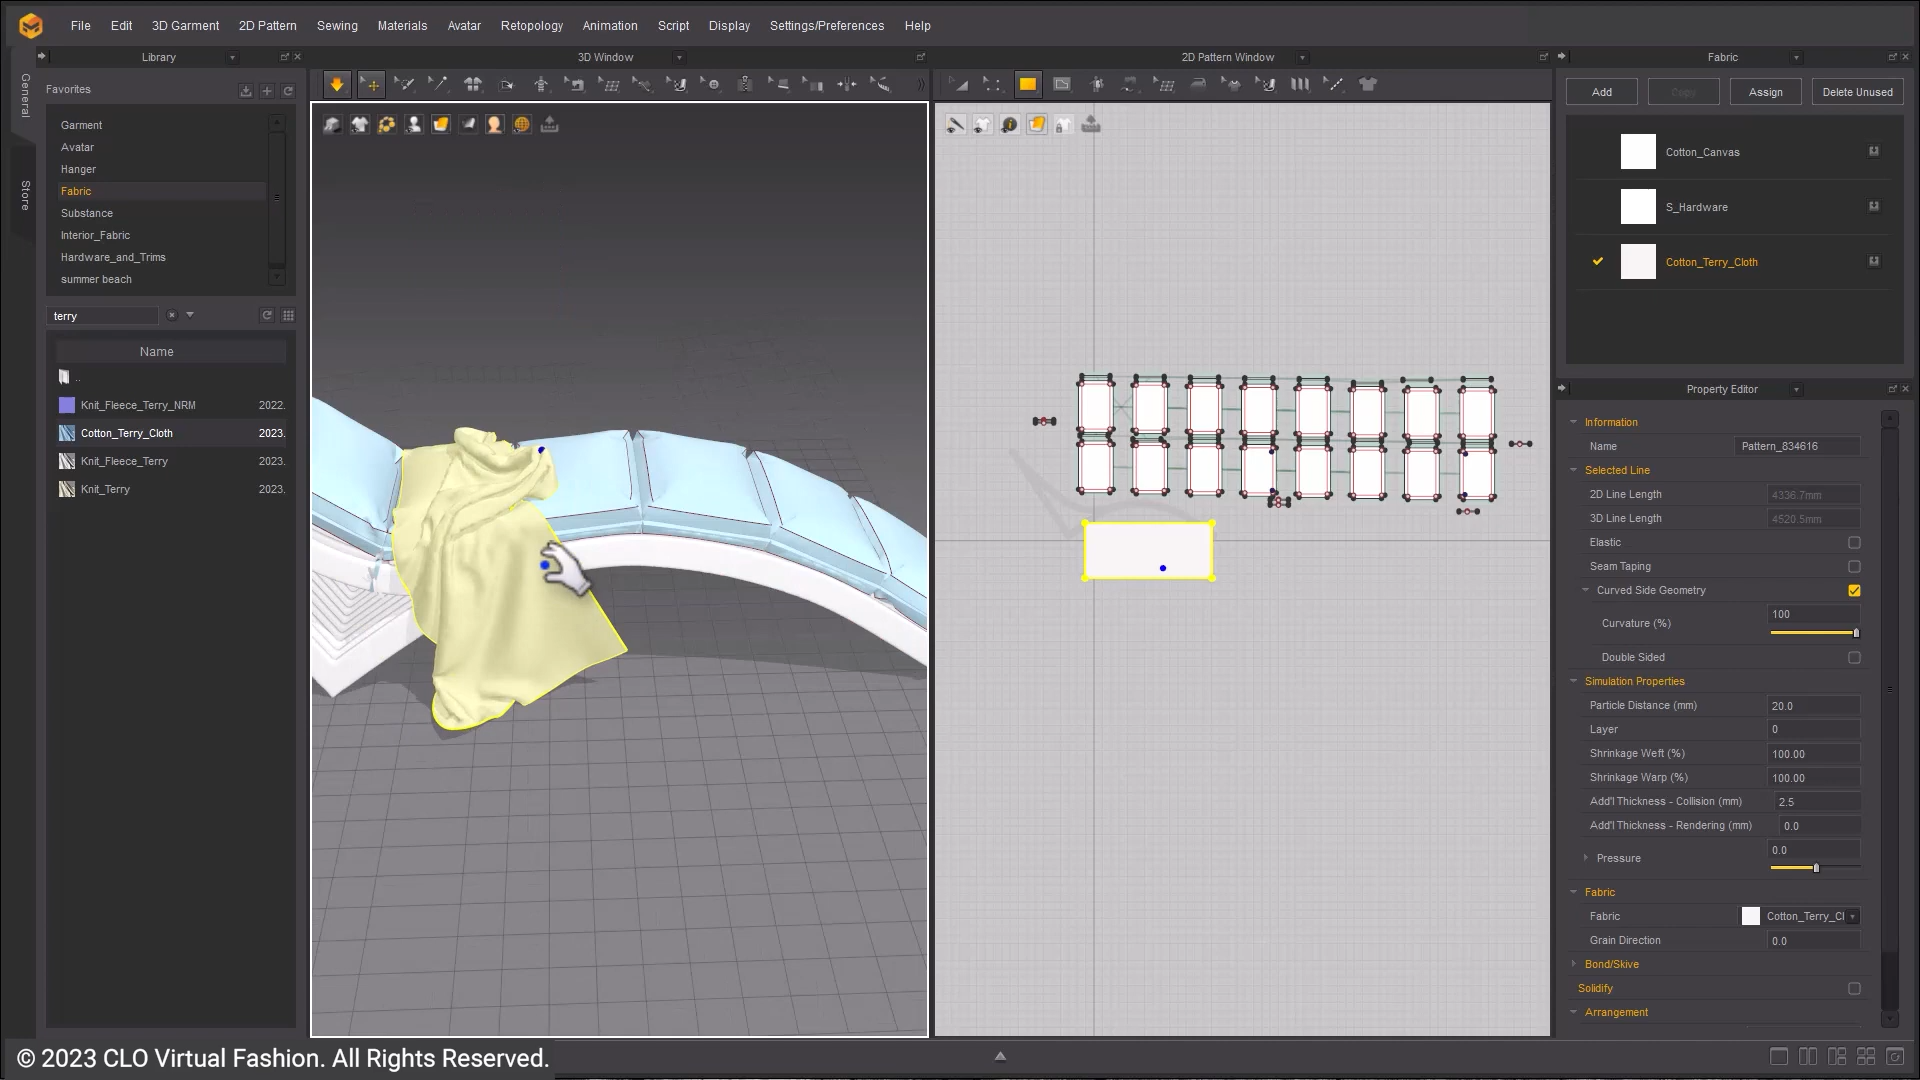 File Edit 3D Garment 2D Pattern Sewing Materials Avatar Retopology Animation Script Display Settings/Preferences Help
Library 3D Window 2D Pattern Window Fabric
General
Store
Favorites
Garment
Avatar
Hanger
Fabric
Substance
Interior_Fabric
Hardware_and_Trims
summer beach
terry
Name
..
Knit_Fleece_Terry_NRM 2022.
Cotton_Terry_Cloth 2023.
Knit_Fleece_Terry 2023.
Knit_Terry 2023.
Add Copy Assign Delete Unused
Cotton_Canvas
S_Hardware
Cotton_Terry_Cloth
Property Editor
Information
Name Pattern_834616
Selected Line
2D Line Length 4336.7mm
3D Line Length 4520.5mm
Elastic
Seam Taping
Curved Side Geometry
Curvature (%) 100
Double Sided
Simulation Properties
Particle Distance (mm) 20.0
Layer 0
Shrinkage Weft (%) 100.00
Shrinkage Warp (%) 100.00
Add'l Thickness - Collision (mm) 2.5
Add'l Thickness - Rendering (mm) 0.0
Pressure 0.0
Fabric
Fabric Cotton_Terry_Cl
Grain Direction 0.0
Bond/Skive
Solidify
Arrangement
© 2023 CLO Virtual Fashion. All Rights Reserved.